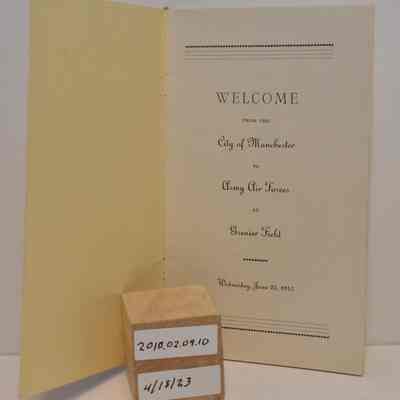 WELCOME
FROM THE
City of Manchester
TO
Army Air Forces
AT
Grenier Field
Wednesday, June
2010.02.09.10
4/18/23